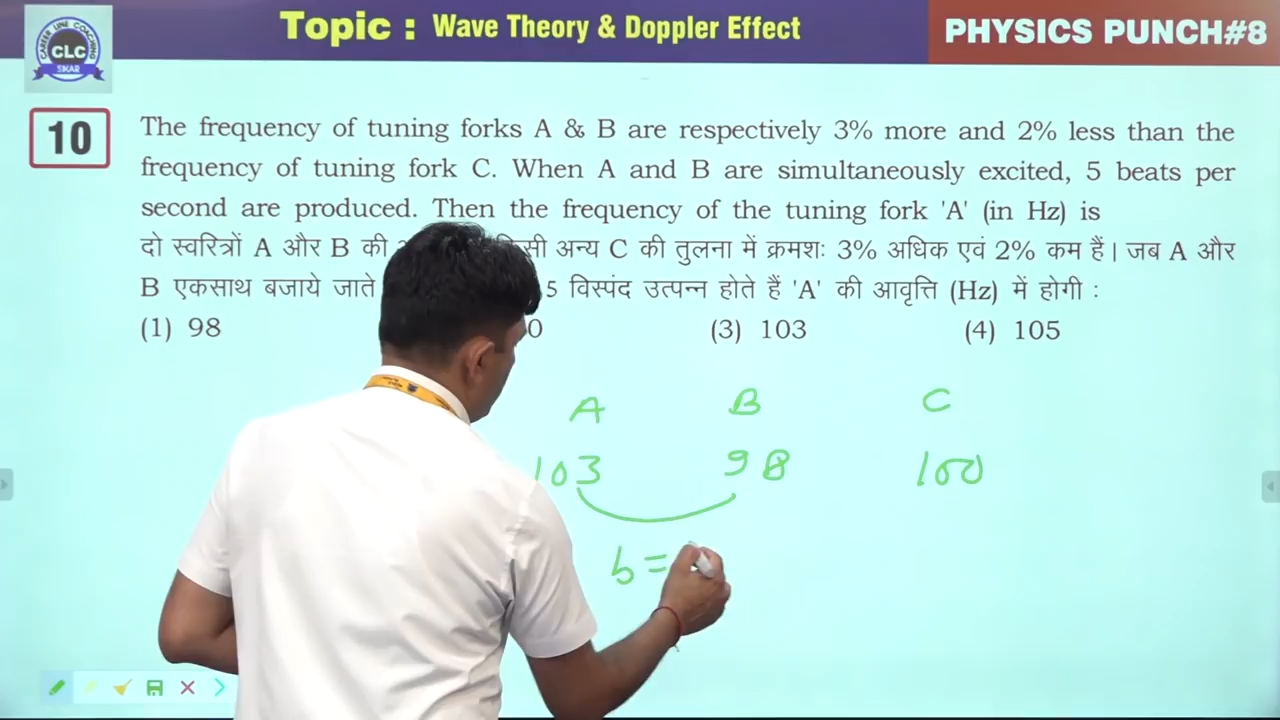 CAREER LINE COACHING
CLC
SIKAR
Topic : Wave Theory & Doppler Effect
PHYSICS PUNCH#8
10
The frequency of tuning forks A & B are respectively 3% more and 2% less than the
frequency of tuning fork C. When A and B are simultaneously excited, 5 beats per
second are produced. Then the frequency of the tuning fork 'A' (in Hz) is
दो स्वरित्रों A और B की अन्य C की तुलना में क्रमशः 3% अधिक एवं 2% कम हैं। जब A और
B एकसाथ बजाये जाते 5 विस्पंद उत्पन्न होते हैं 'A' की आवृत्ति (Hz) में होगी :
(1) 98 0 (3) 103 (4) 105
A B C
103 98 100
b =